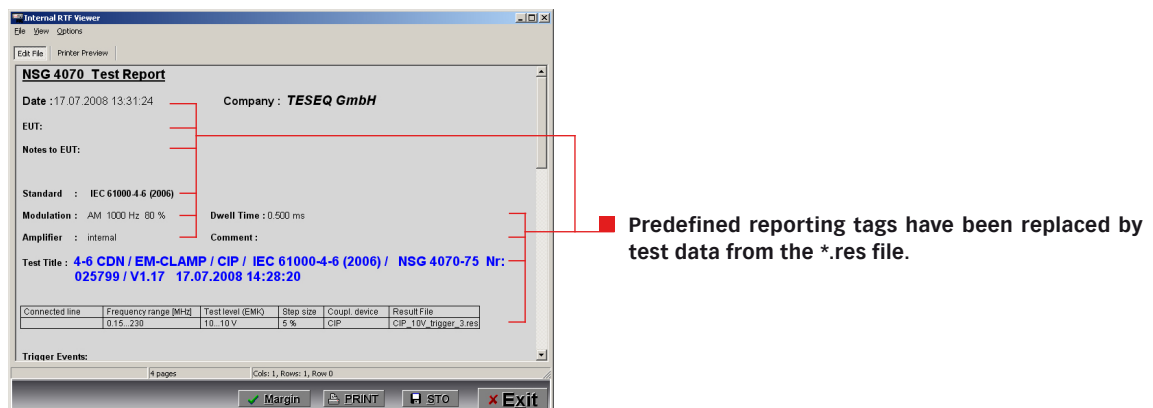 Internal RTF Viewer
File View Options
Edit File Printer Preview
NSG 4070 Test Report
Date :17.07.2008 13:31:24 Company : TESEQ GmbH
EUT:
Notes to EUT:
Standard : IEC 61000-4-6 (2006)
Modulation : AM 1000 Hz 80 % Dwell Time : 0.500 ms
Amplifier : internal Comment :
Test Title : 4-6 CDN / EM-CLAMP / CIP / IEC 61000-4-6 (2006) / NSG 4070-75 Nr:
025799 / V1.17 17.07.2008 14:28:20
Connected line Frequency range [MHz] Test level (EMK) Step size Coupl. device Result File
0.15...230 10...10 V 5 % CIP CIP_10V_trigger_3.res
Trigger Events:
4 pages Cols: 1, Rows: 1, Row 0
Margin PRINT STO Exit
Predefined reporting tags have been replaced by
test data from the *.res file.